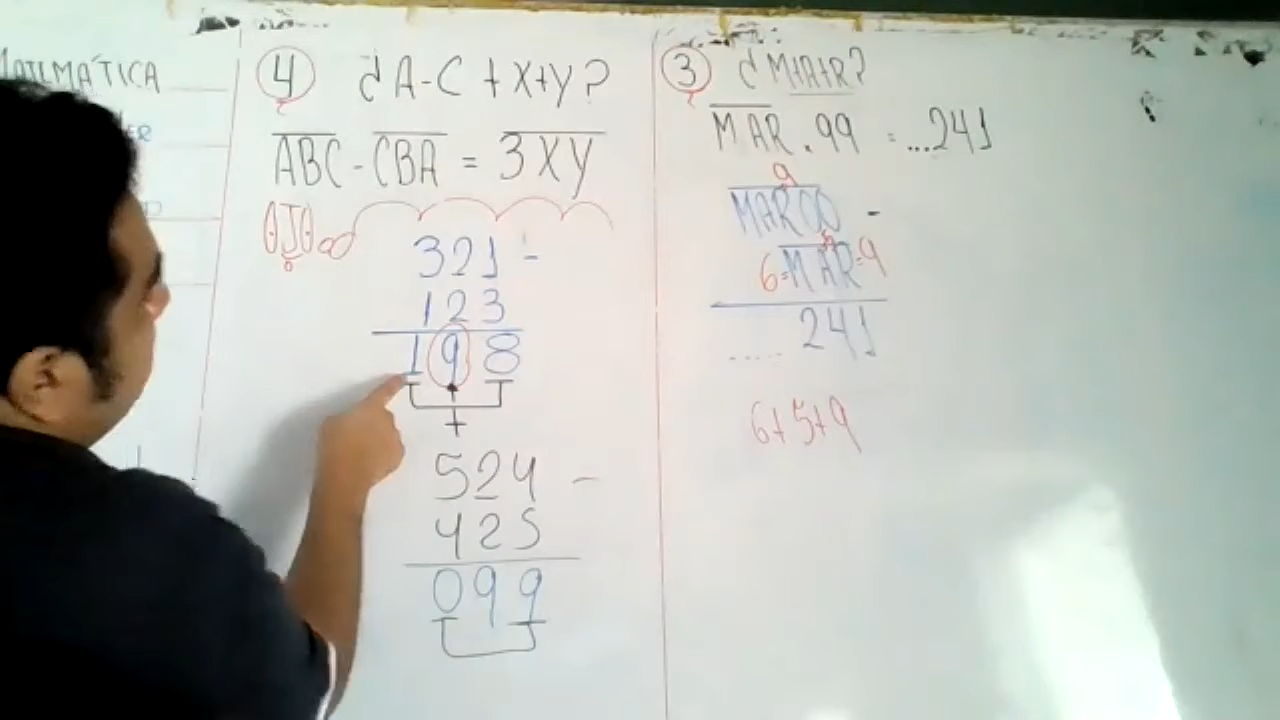 MATEMÁTICA
4 ¿A-C+X+Y?
ABC - CBA = 3XY
OJO
321 -
123
198
+
524 -
425
099
3 ¿M+A+R?
MAR . 99 = ...241
9
MAR00 -
6=MAR=9
..... 241
6+5+9